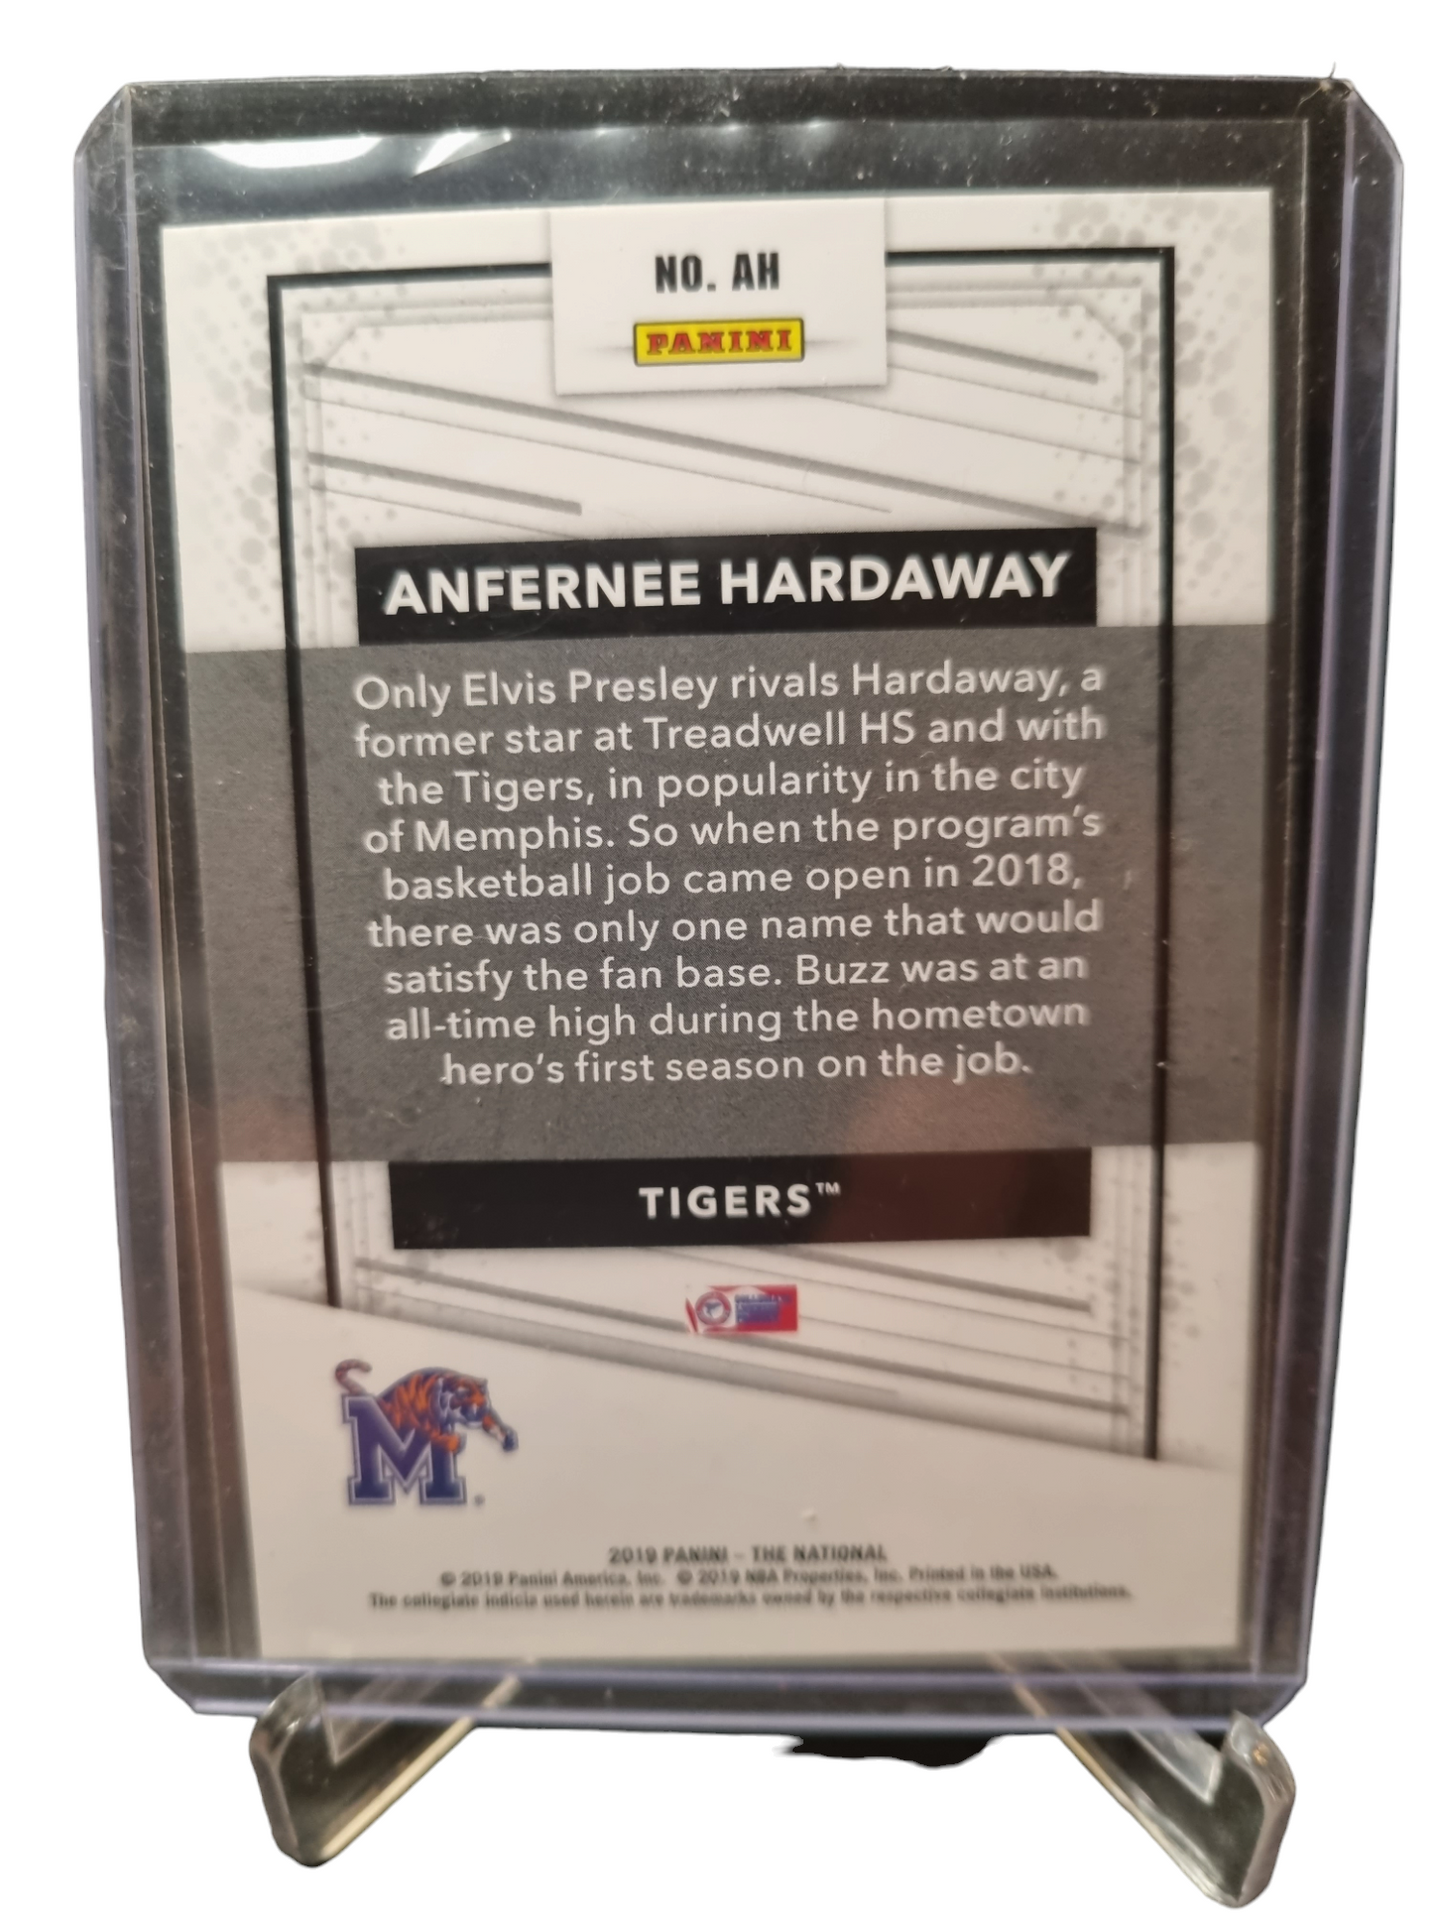 NO. AH
PANINI
ANFERNEE HARDAWAY
Only Elvis Presley rivals Hardaway, a
former star at Treadwell HS and with
the Tigers, in popularity in the city
of Memphis. So when the program's
basketball job came open in 2018,
there was only one name that would
satisfy the fan base. Buzz was at an
all-time high during the hometown
hero's first season on the job.
TIGERS™
M
2019 PANINI – THE NATIONAL
© 2019 Panini America, Inc. © 2019 NBA Properties, Inc. Printed in the USA.
The collegiate indicia used herein are trademarks owned by the respective collegiate institutions.